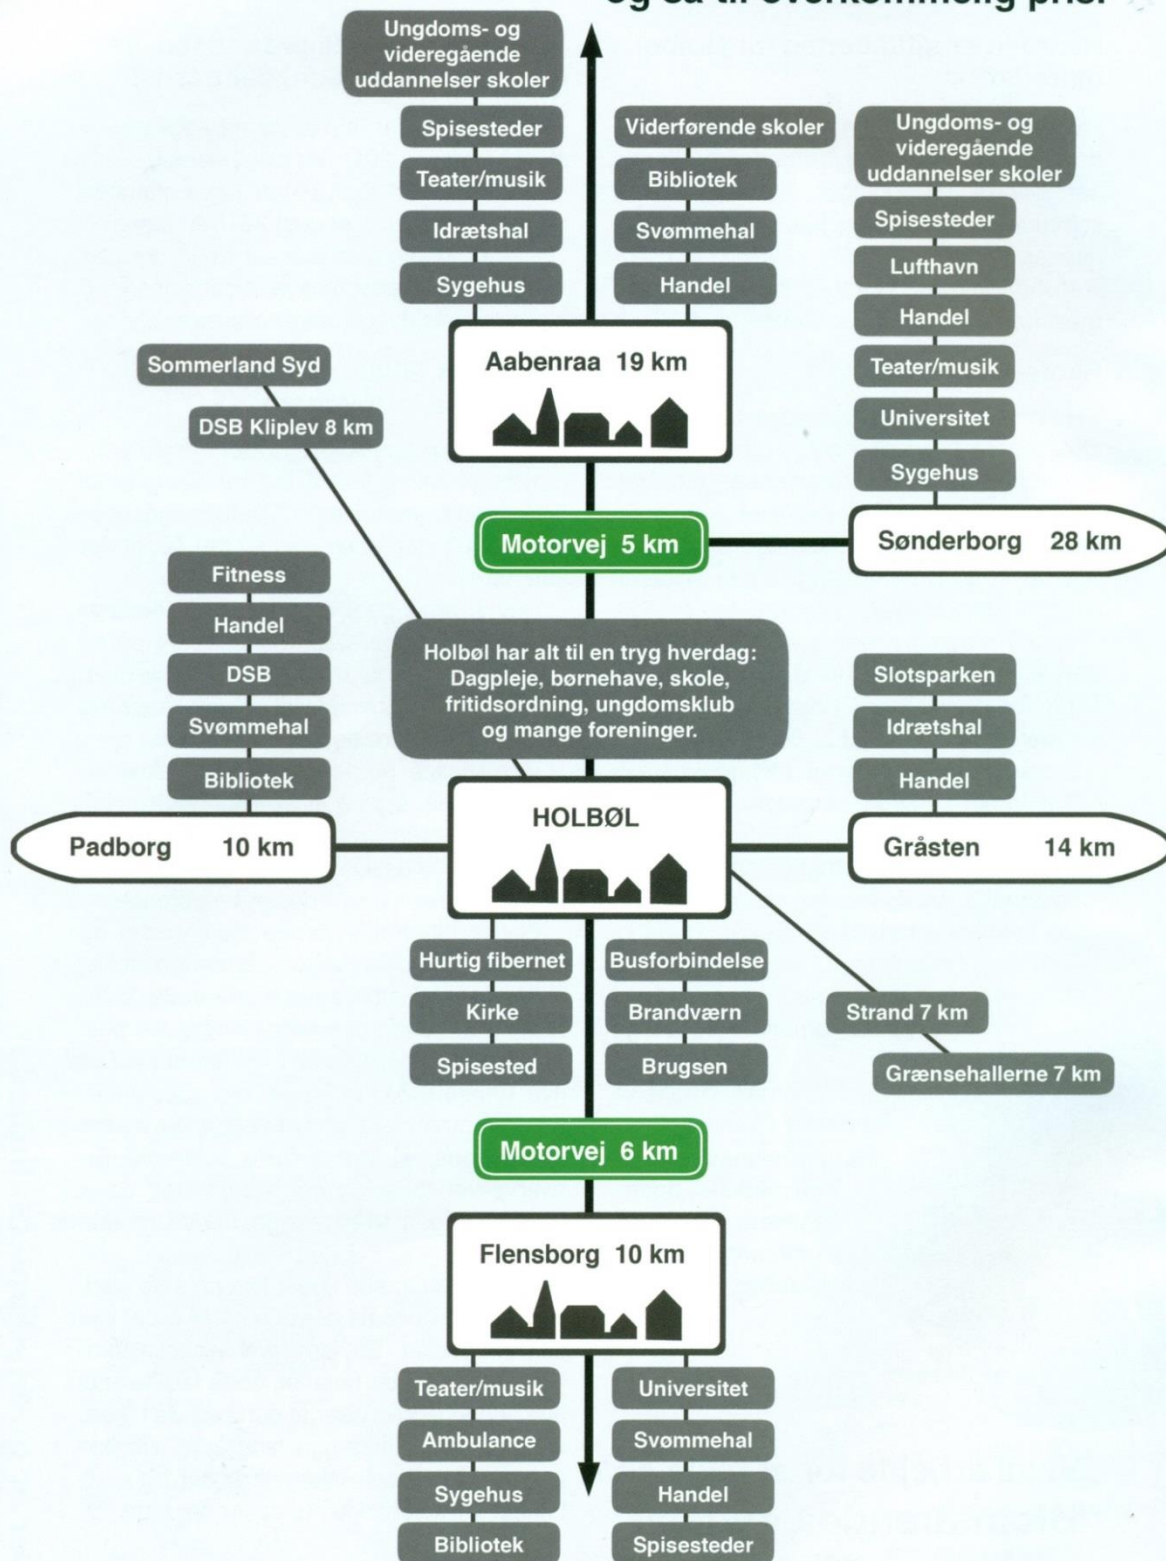 og så til overkommelig pris.
Ungdoms- og
videregående
uddannelser skoler
Spisesteder
Teater/musik
Idrætshal
Sygehus
Viderførende skoler
Bibliotek
Svømmehal
Handel
Ungdoms- og
videregående
uddannelser skoler
Spisesteder
Lufthavn
Handel
Teater/musik
Universitet
Sygehus
Aabenraa 19 km
Sommerland Syd
DSB Kliplev 8 km
Motorvej 5 km
Sønderborg 28 km
Fitness
Handel
DSB
Svømmehal
Bibliotek
Holbøl har alt til en tryg hverdag:
Dagpleje, børnehave, skole,
fritidsordning, ungdomsklub
og mange foreninger.
Slotsparken
Idrætshal
Handel
Padborg 10 km
HOLBØL
Gråsten 14 km
Hurtig fibernet
Kirke
Spisested
Busforbindelse
Brandværn
Brugsen
Strand 7 km
Grænsehallerne 7 km
Motorvej 6 km
Flensborg 10 km
Teater/musik
Ambulance
Sygehus
Bibliotek
Universitet
Svømmehal
Handel
Spisesteder